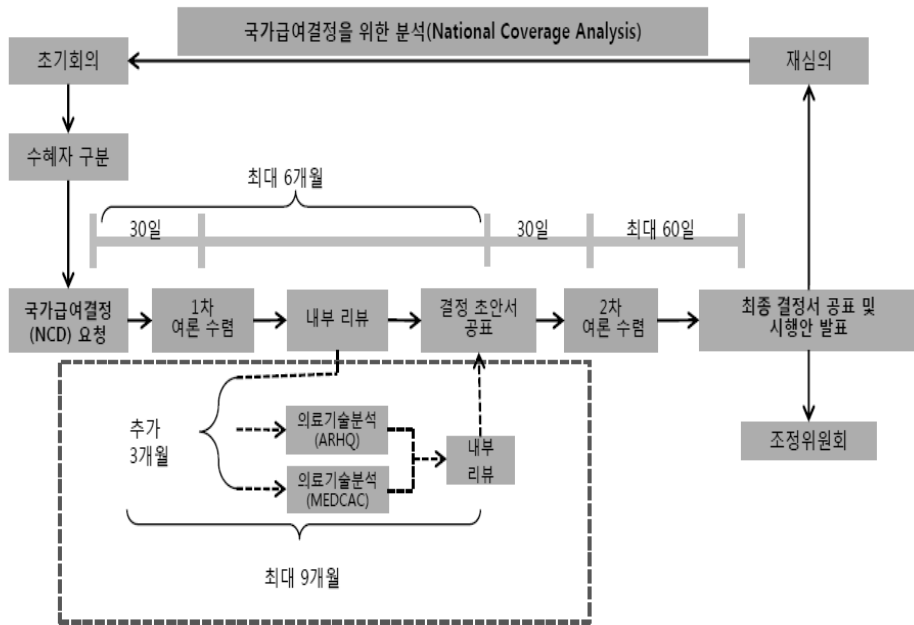 국가급여결정을 위한 분석(National Coverage Analysis)
초기회의
재심의
수혜자 구분
최대 6개월
30일
30일
최대 60일
국가급여결정
(NCD) 요청
1차
여론 수렴
내부 리뷰
결정 초안서
공표
2차
여론 수렴
최종 결정서 공표 및
시행안 발표
추가
3개월
의료기술분석
(ARHQ)
의료기술분석
(MEDCAC)
내부
리뷰
조정위원회
최대 9개월